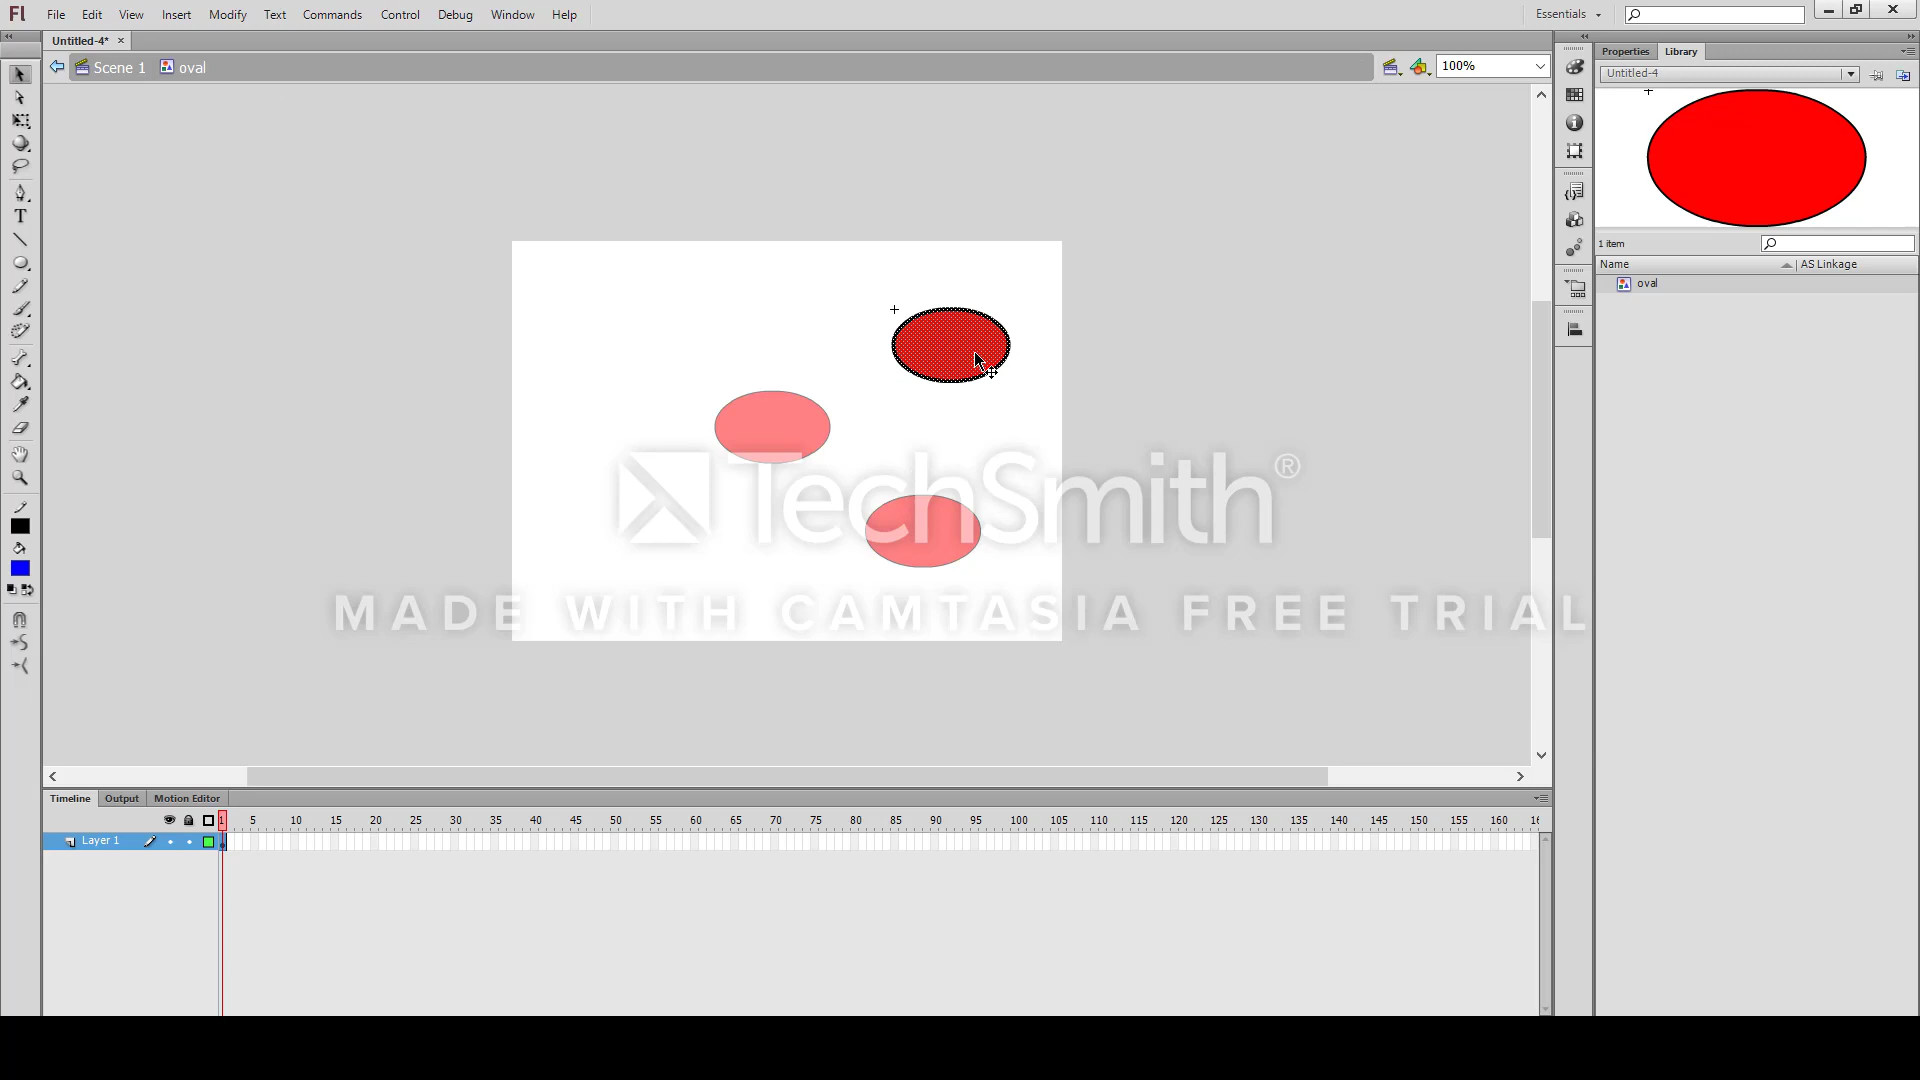 Fl File Edit View Insert Modify Text Commands Control Debug Window Help Essentials
Untitled-4* ×
Scene 1 oval 100%
Properties Library
Untitled-4
1 item
Name AS Linkage
oval
T
TechSmith®
MADE WITH CAMTASIA FREE TRIAL
Timeline Output Motion Editor
1 5 10 15 20 25 30 35 40 45 50 55 60 65 70 75 80 85 90 95 100 105 110 115 120 125 130 135 140 145 150 155 160 16
Layer 1